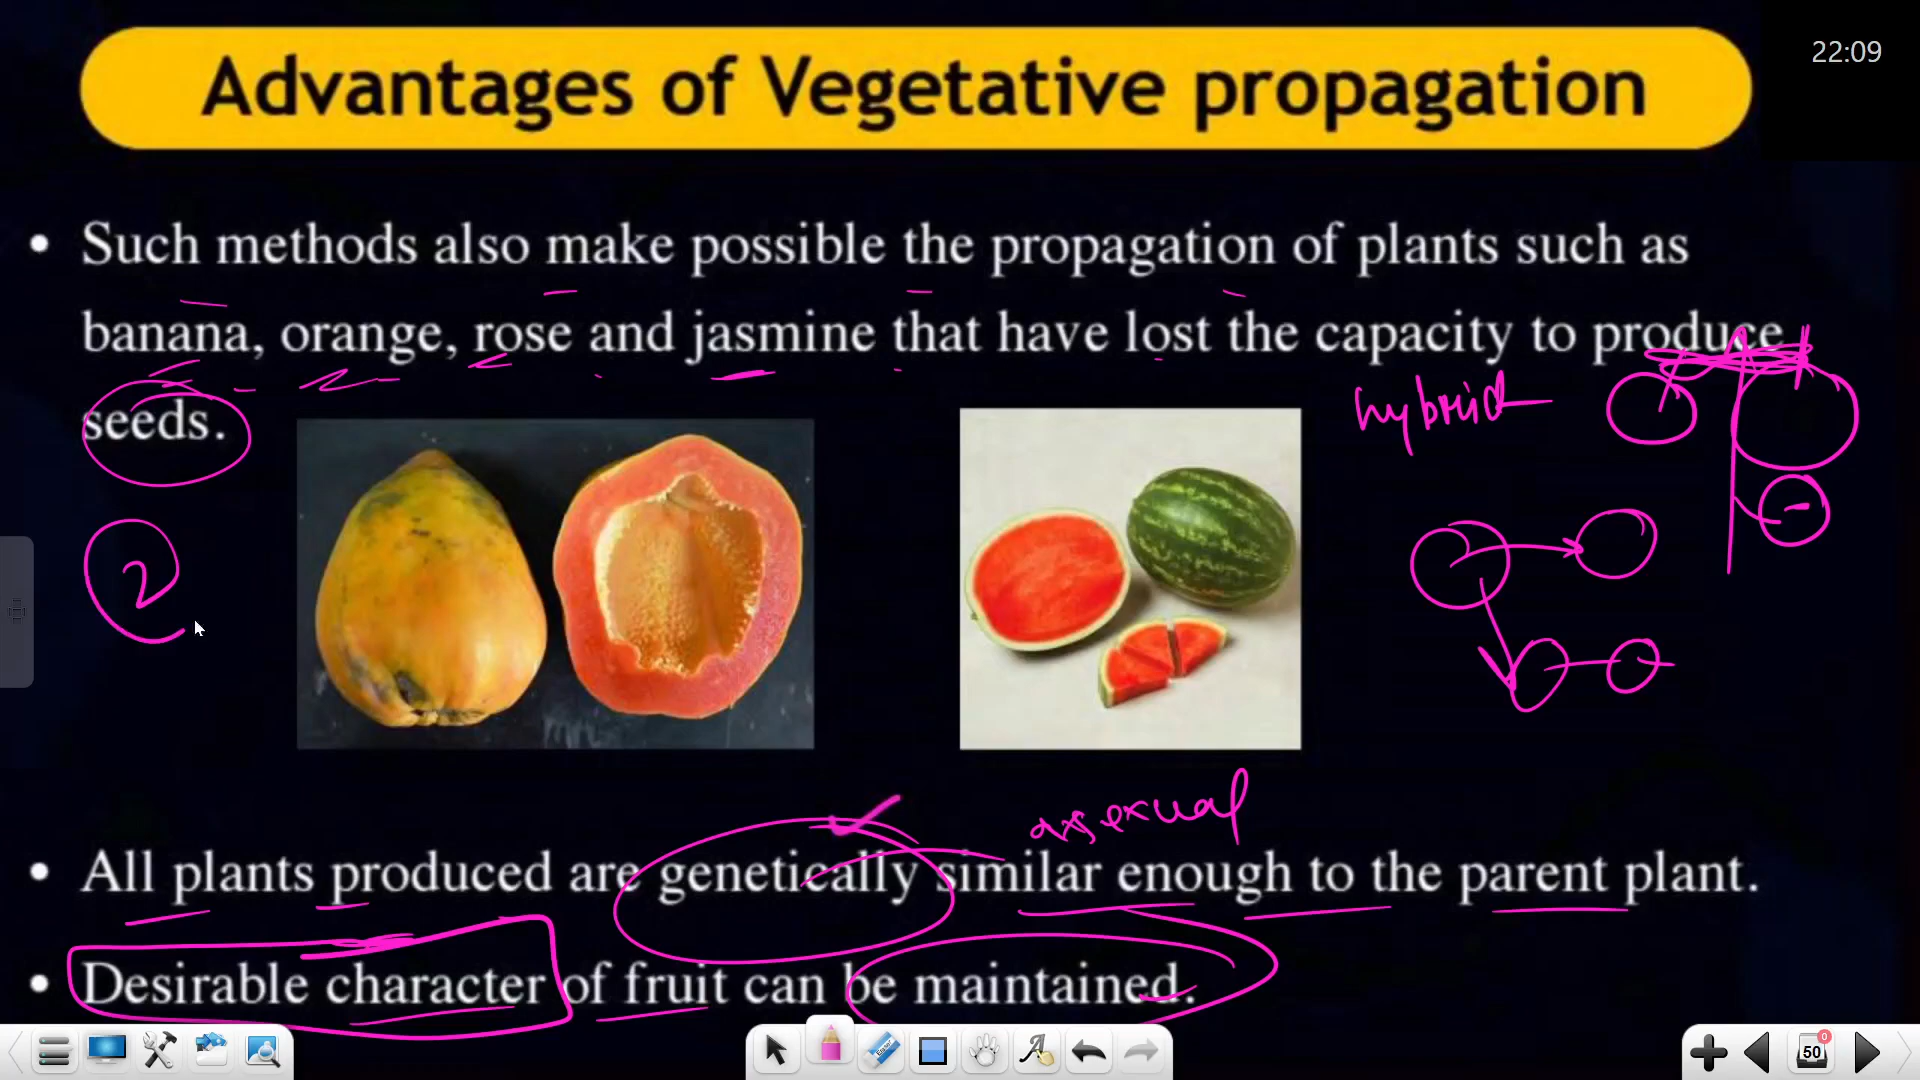 22:09
Advantages of Vegetative propagation
• Such methods also make possible the propagation of plants such as
banana, orange, rose and jasmine that have lost the capacity to produce
seeds.
hybrid
2
asexual
• All plants produced are genetically similar enough to the parent plant.
• Desirable character of fruit can be maintained.
50
0